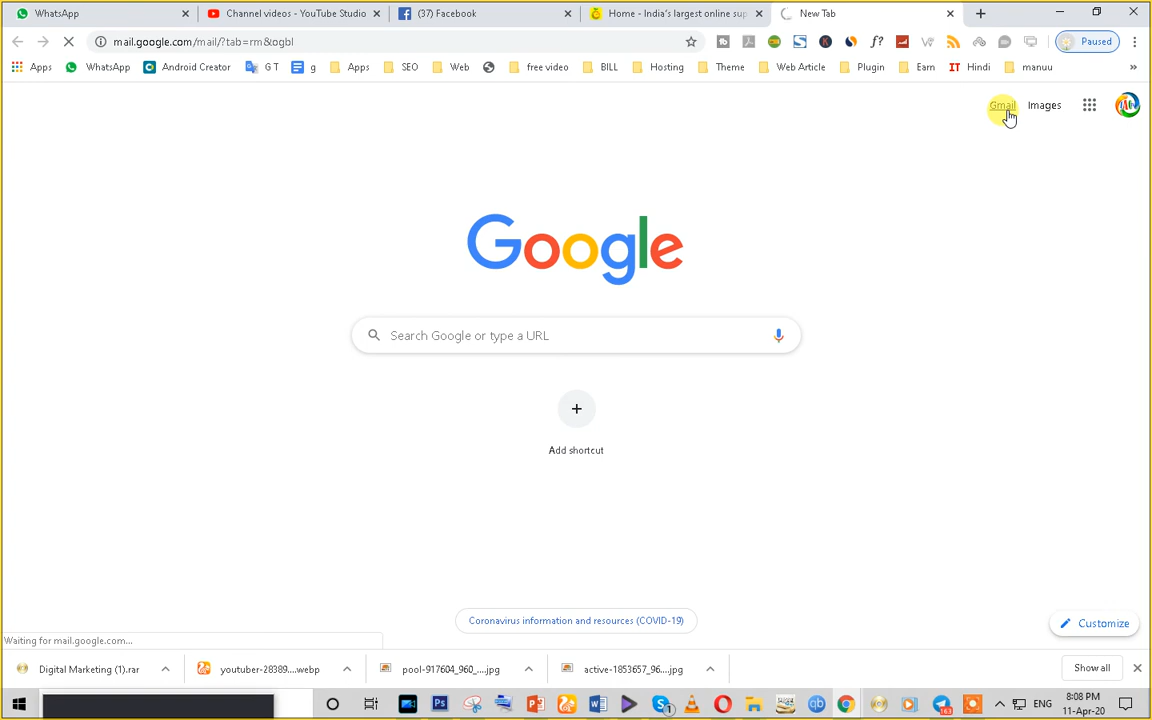 WhatsApp
Channel videos - YouTube Studio
(37) Facebook
Home - India's largest online sup
New Tab
mail.google.com/mail/?tab=rm&ogbl
Paused
Apps
WhatsApp
Android Creator
G T
g
Apps
SEO
Web
free video
BILL
Hosting
Theme
Web Article
Plugin
Earn
IT Hindi
manuu
Gmail
Images
Google
Search Google or type a URL
Add shortcut
Coronavirus information and resources (COVID-19)
Customize
Waiting for mail.google.com...
Digital Marketing (1).rar
youtuber-28389....webp
pool-917604_960_....jpg
active-1853657_96....jpg
Show all
ENG
8:08 PM
11-Apr-20